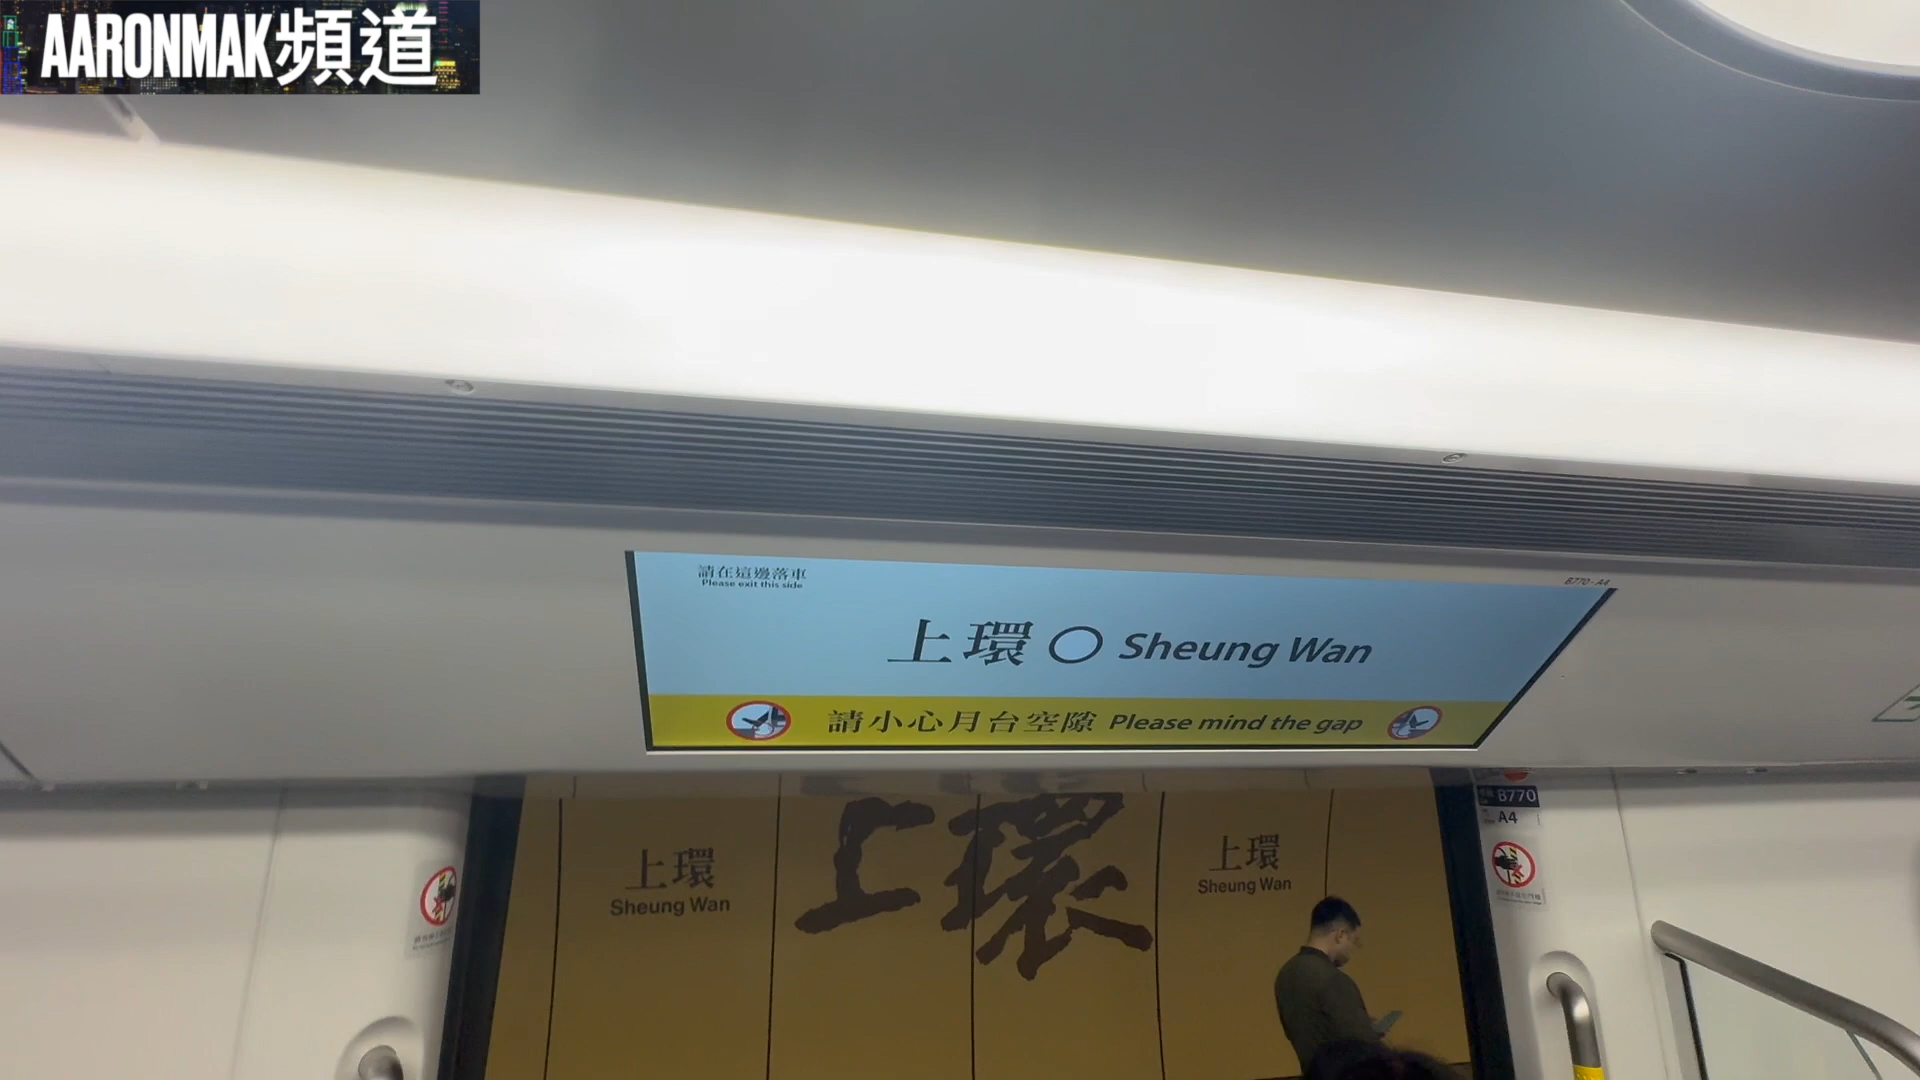 AARONMAK頻道
請在這邊落車
Please exit this side
B770 - A4
上環 Sheung Wan
請小心月台空隙 Please mind the gap
上環
Sheung Wan
上環
上環
Sheung Wan
B770
A4